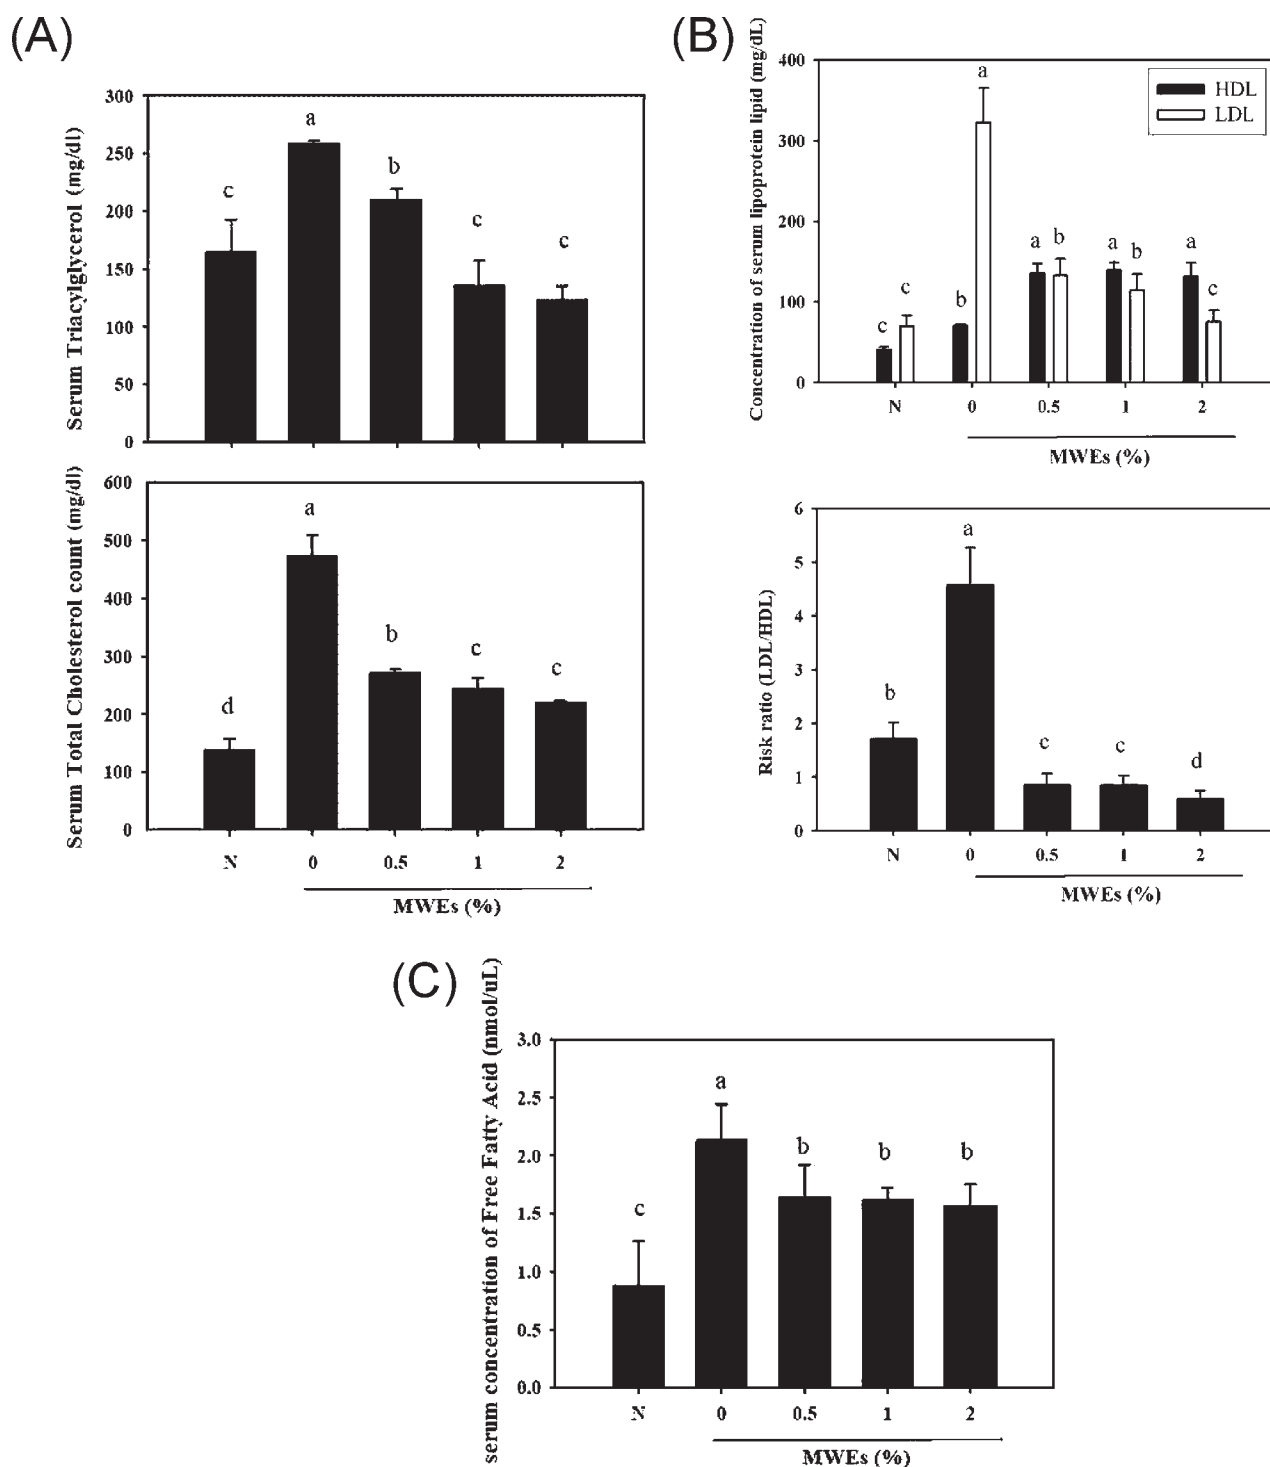 (A)
Serum Triacylglycerol (mg/dl)
300
250
200
150
100
50
0
c
a
b
c
c
Serum Total Cholesterol count (mg/dl)
600
500
400
300
200
100
0
d
a
b
c
c
N 0 0.5 1 2
MWEs (%)
(B)
Concentration of serum lipoprotein lipid (mg/dL)
400
300
200
100
0
HDL
LDL
c c b a a b a b a c
N 0 0.5 1 2
MWEs (%)
Risk ratio (LDL/HDL)
6
5
4
3
2
1
0
b
a
c
c
d
N 0 0.5 1 2
MWEs (%)
(C)
serum concentration of Free Fatty Acid (nmol/uL)
3.0
2.5
2.0
1.5
1.0
0.5
0.0
c
a
b
b
b
N 0 0.5 1 2
MWEs (%)